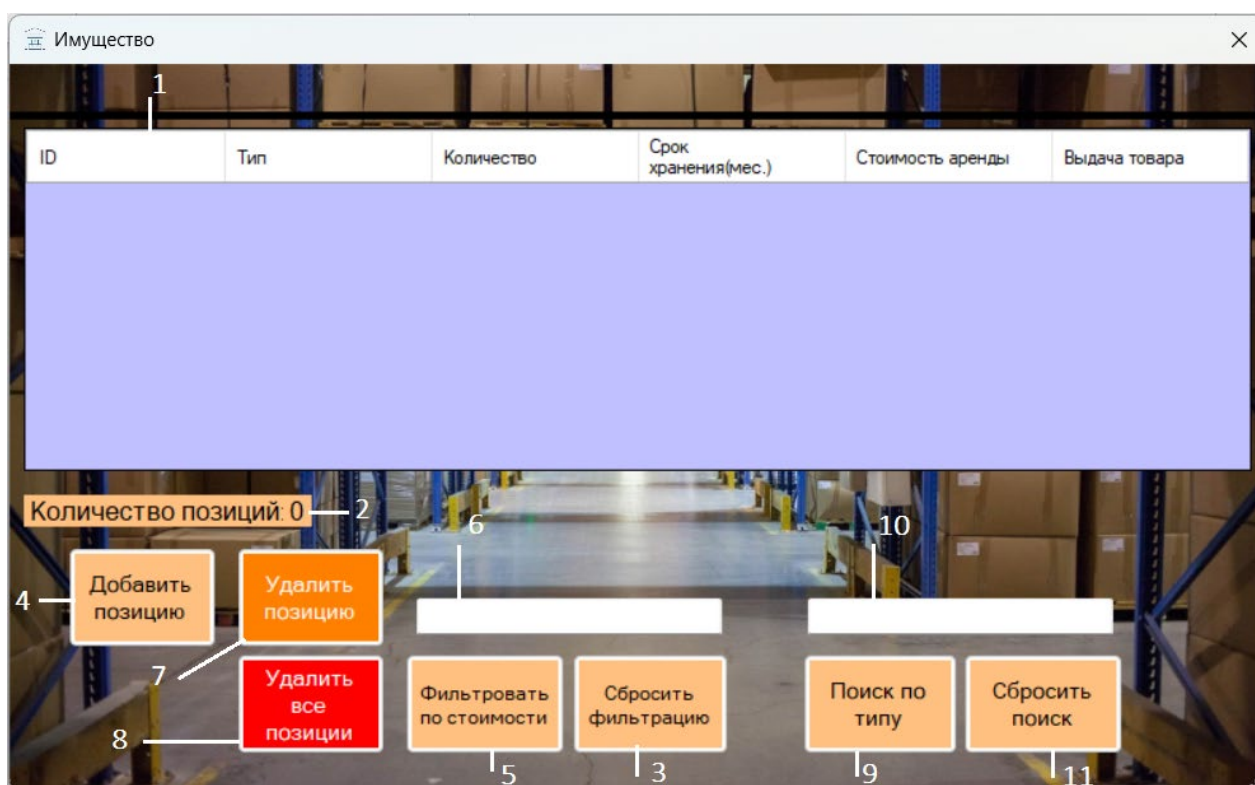 Имущество
1
ID
Тип
Количество
Срок
хранения(мес.)
Стоимость аренды
Выдача товара
Количество позиций: 0
2
6
10
4
Добавить
позицию
Удалить
позицию
7
8
Удалить
все
позиции
Фильтровать
по стоимости
Сбросить
фильтрацию
Поиск по
типу
Сбросить
поиск
5
3
9
11